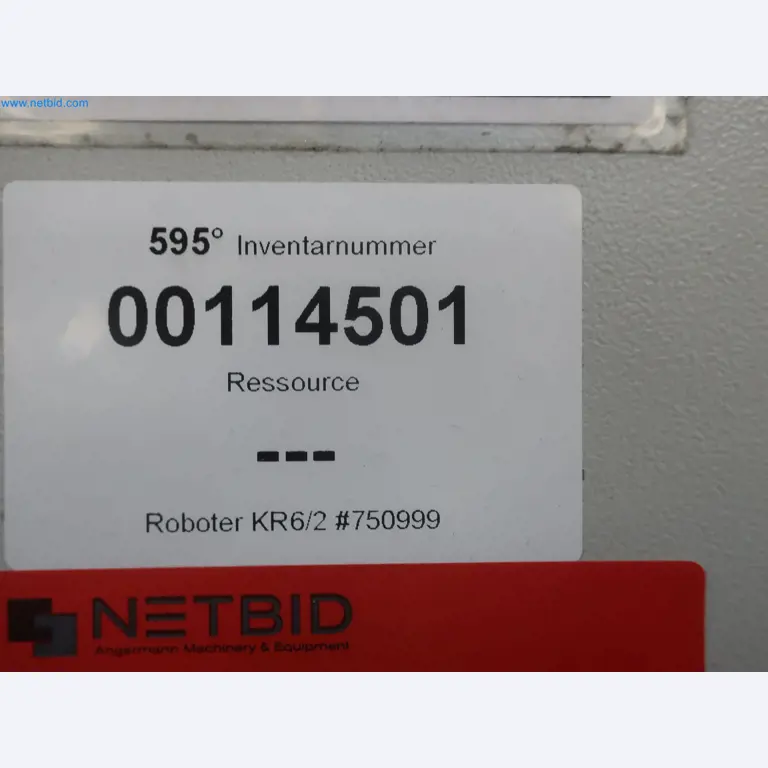 www.netbid.com
595° Inventarnummer
00114501
Ressource
---
Roboter KR6/2 #750999
NETBID
Angermann Machinery & Equipment